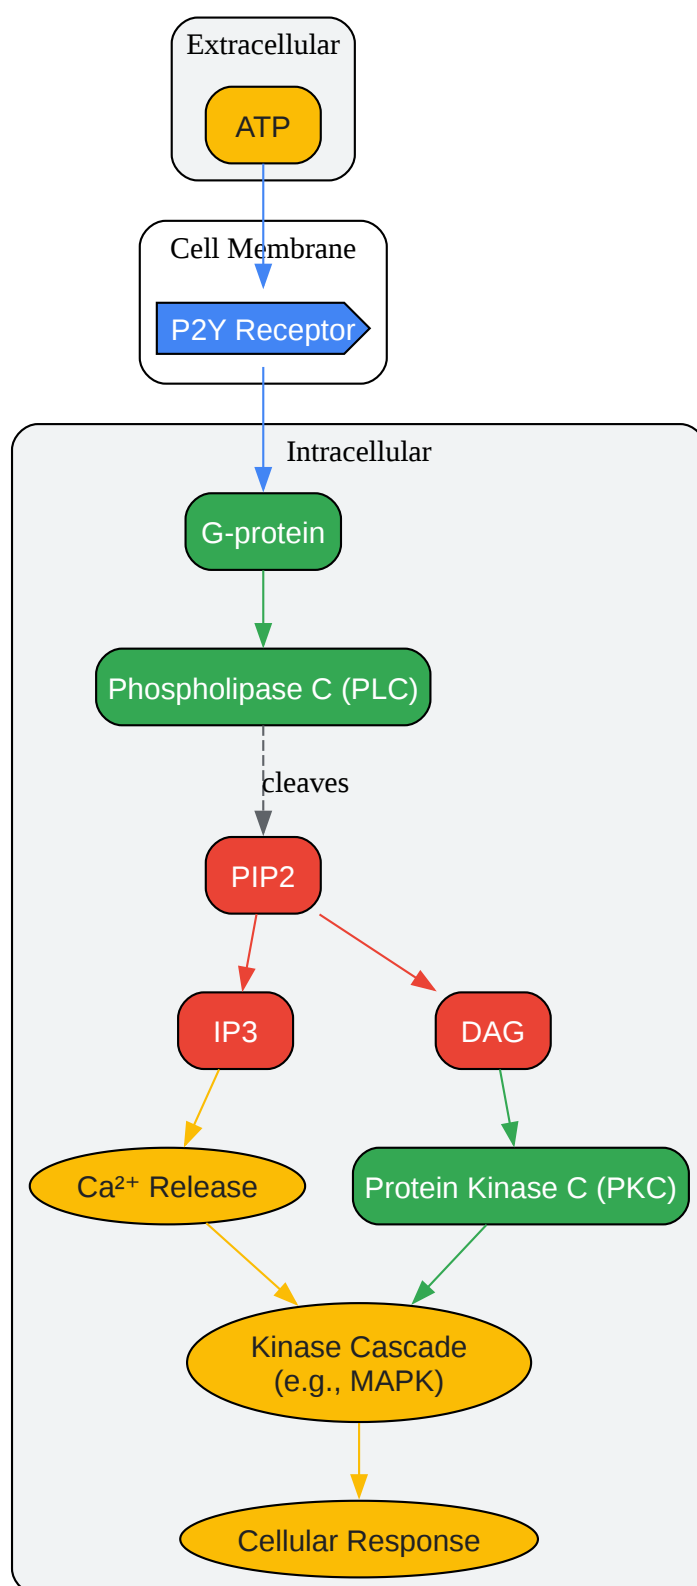 Extracellular
ATP
Cell Membrane
P2Y Receptor
Intracellular
G-protein
Phospholipase C (PLC)
cleaves
PIP2
IP3
DAG
Ca²⁺ Release
Protein Kinase C (PKC)
Kinase Cascade
(e.g., MAPK)
Cellular Response